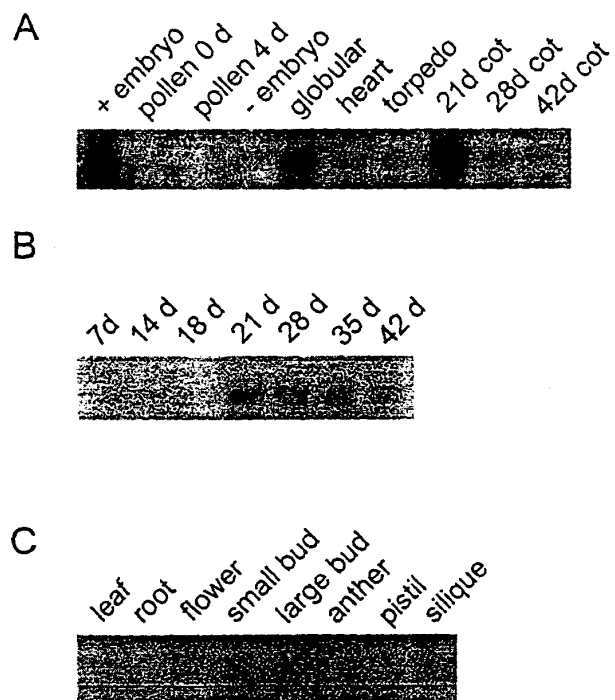 A
+ embryo
pollen 0 d
pollen 4 d
- embryo
globular
heart
torpedo
21d cot
28d cot
42d cot
B
7d
14 d
18 d
21 d
28 d
35 d
42 d
C
leaf
root
flower
small bud
large bud
anther
pistil
silique